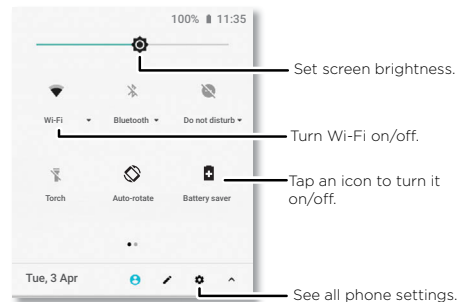 100% 11:35
Set screen brightness.
Wi-Fi Bluetooth Do not disturb
Turn Wi-Fi on/off.
Torch Auto-rotate Battery saver
Tap an icon to turn it
on/off.
Tue, 3 Apr
See all phone settings.